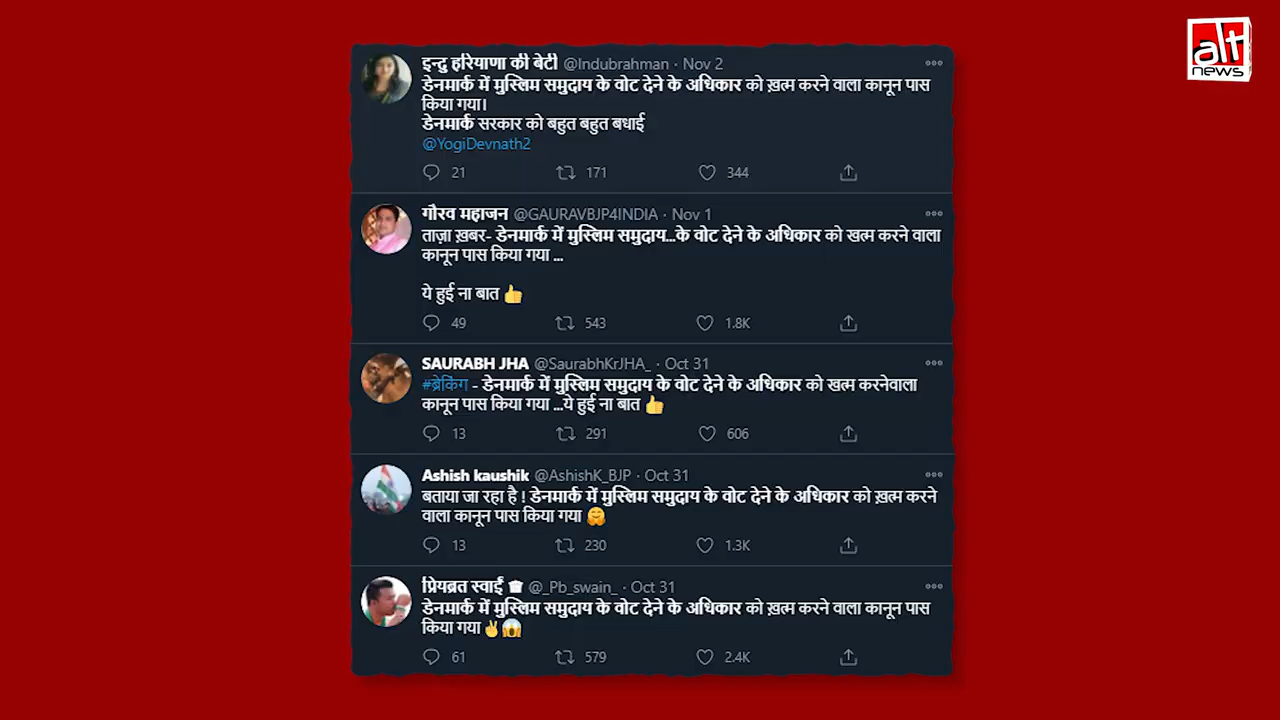 alt
news
इन्दु हरियाणा की बेटी @Indubrahman · Nov 2
डेनमार्क में मुस्लिम समुदाय के वोट देने के अधिकार को ख़त्म करने वाला कानून पास
किया गया।
डेनमार्क सरकार को बहुत बहुत बधाई
@YogiDevnath2
21 171 344
गौरव महाजन @GAURAVBJP4INDIA · Nov 1
ताज़ा ख़बर- डेनमार्क में मुस्लिम समुदाय...के वोट देने के अधिकार को खत्म करने वाला
कानून पास किया गया ...
ये हुई ना बात 👍
49 543 1.8K
SAURABH JHA @SaurabhKrJHA_ · Oct 31
#ब्रेकिंग - डेनमार्क में मुस्लिम समुदाय के वोट देने के अधिकार को खत्म करनेवाला
कानून पास किया गया ...ये हुई ना बात 👍
13 291 606
Ashish kaushik @AshishK_BJP · Oct 31
बताया जा रहा है ! डेनमार्क में मुस्लिम समुदाय के वोट देने के अधिकार को ख़त्म करने
वाला कानून पास किया गया 🤗
13 230 1.3K
प्रियब्रत स्वाईं @_Pb_swain_ · Oct 31
डेनमार्क में मुस्लिम समुदाय के वोट देने के अधिकार को ख़त्म करने वाला कानून पास
किया गया ✌😱
61 579 2.4K